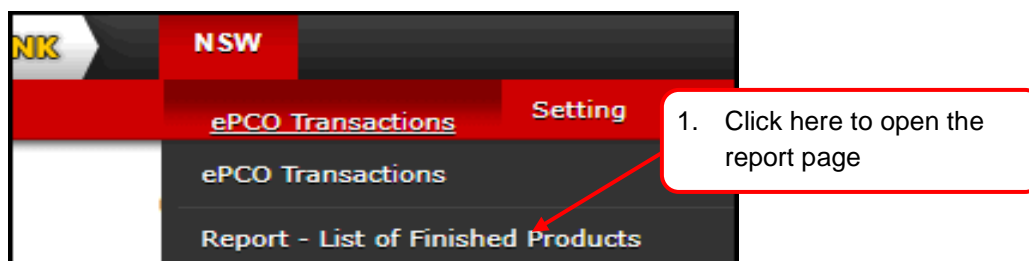 NK
NSW
ePCO Transactions Setting
1. Click here to open the
report page
ePCO Transactions
Report - List of Finished Products